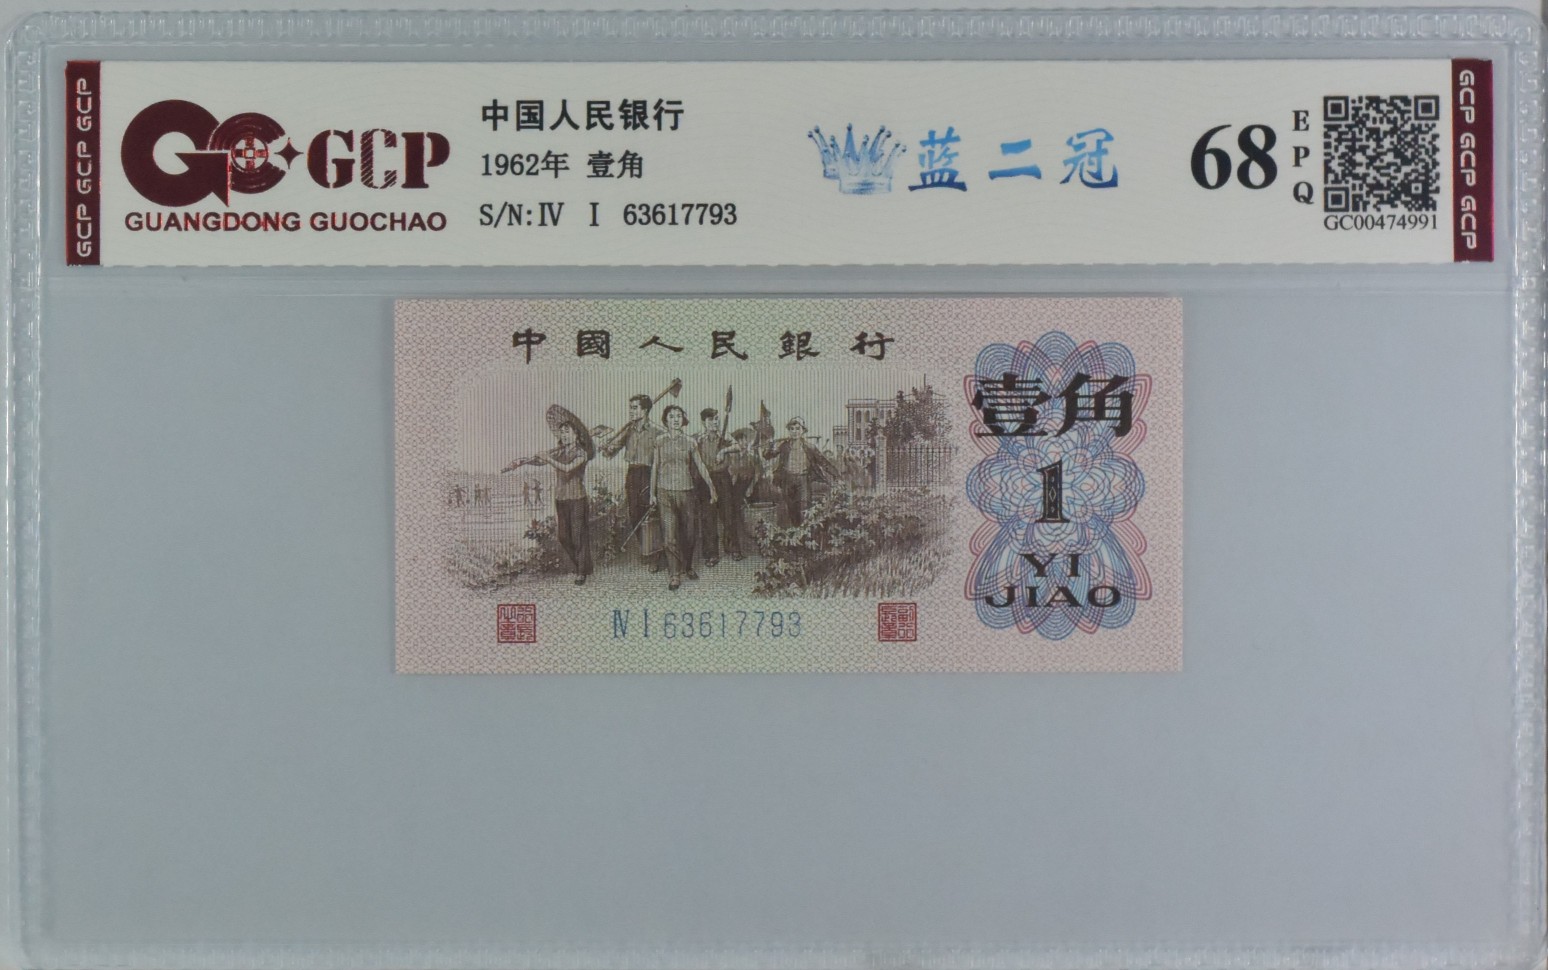 GCP GCP GCP
GCP
GUANGDONG GUOCHAO
中国人民银行
1962年 壹角
S/N:Ⅳ Ⅰ 63617793
蓝二冠
68
EPQ
GC00474991
GCP GCP GCP
中國人民銀行
壹角
1
YI
JIAO
Ⅳ Ⅰ 63617793